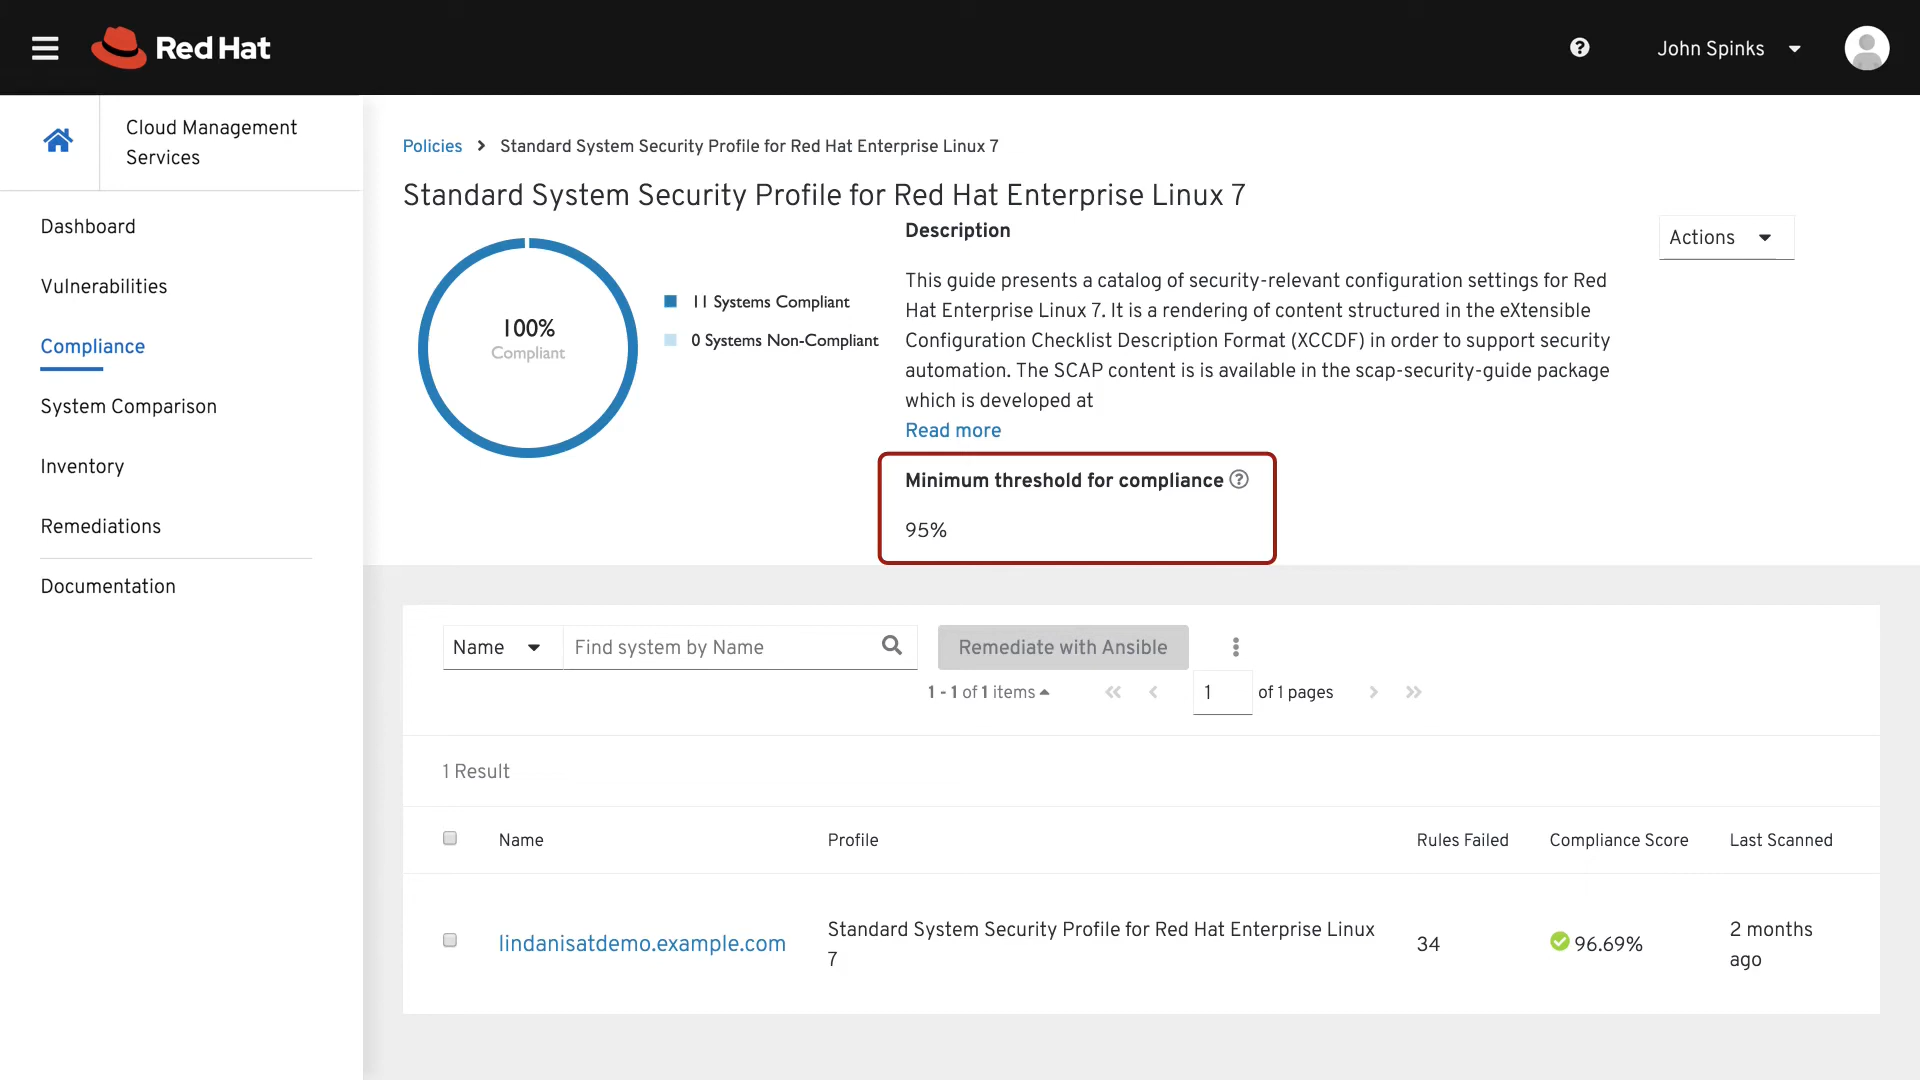 Red Hat
John Spinks
Cloud Management
Services
Dashboard
Vulnerabilities
Compliance
System Comparison
Inventory
Remediations
Documentation
Policies > Standard System Security Profile for Red Hat Enterprise Linux 7
Standard System Security Profile for Red Hat Enterprise Linux 7
100%
Compliant
11 Systems Compliant
0 Systems Non-Compliant
Description
This guide presents a catalog of security-relevant configuration settings for Red
Hat Enterprise Linux 7. It is a rendering of content structured in the eXtensible
Configuration Checklist Description Format (XCCDF) in order to support security
automation. The SCAP content is is available in the scap-security-guide package
which is developed at
Read more
Minimum threshold for compliance
95%
Actions
Name
Find system by Name
Remediate with Ansible
1 - 1 of 1 items
1 of 1 pages
1 Result
Name Profile Rules Failed Compliance Score Last Scanned
lindanisatdemo.example.com
Standard System Security Profile for Red Hat Enterprise Linux
7
34
96.69%
2 months
ago